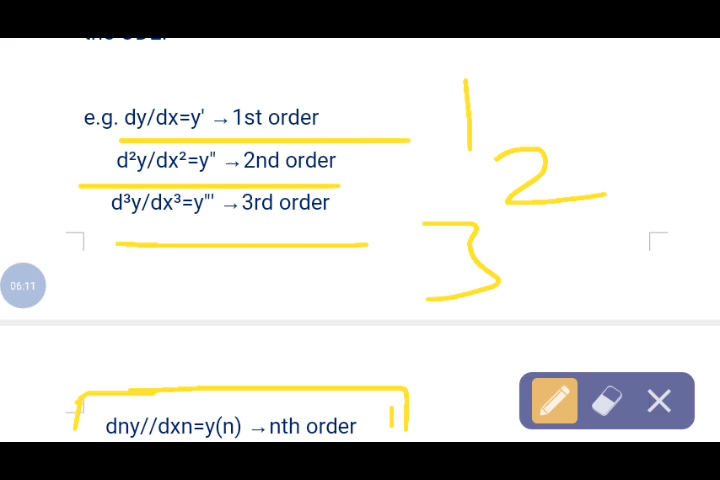 e.g. dy/dx=y' →1st order
d²y/dx²=y" →2nd order
d³y/dx³=y"' →3rd order
1
2
3
06:11
dny//dxn=y(n) →nth order